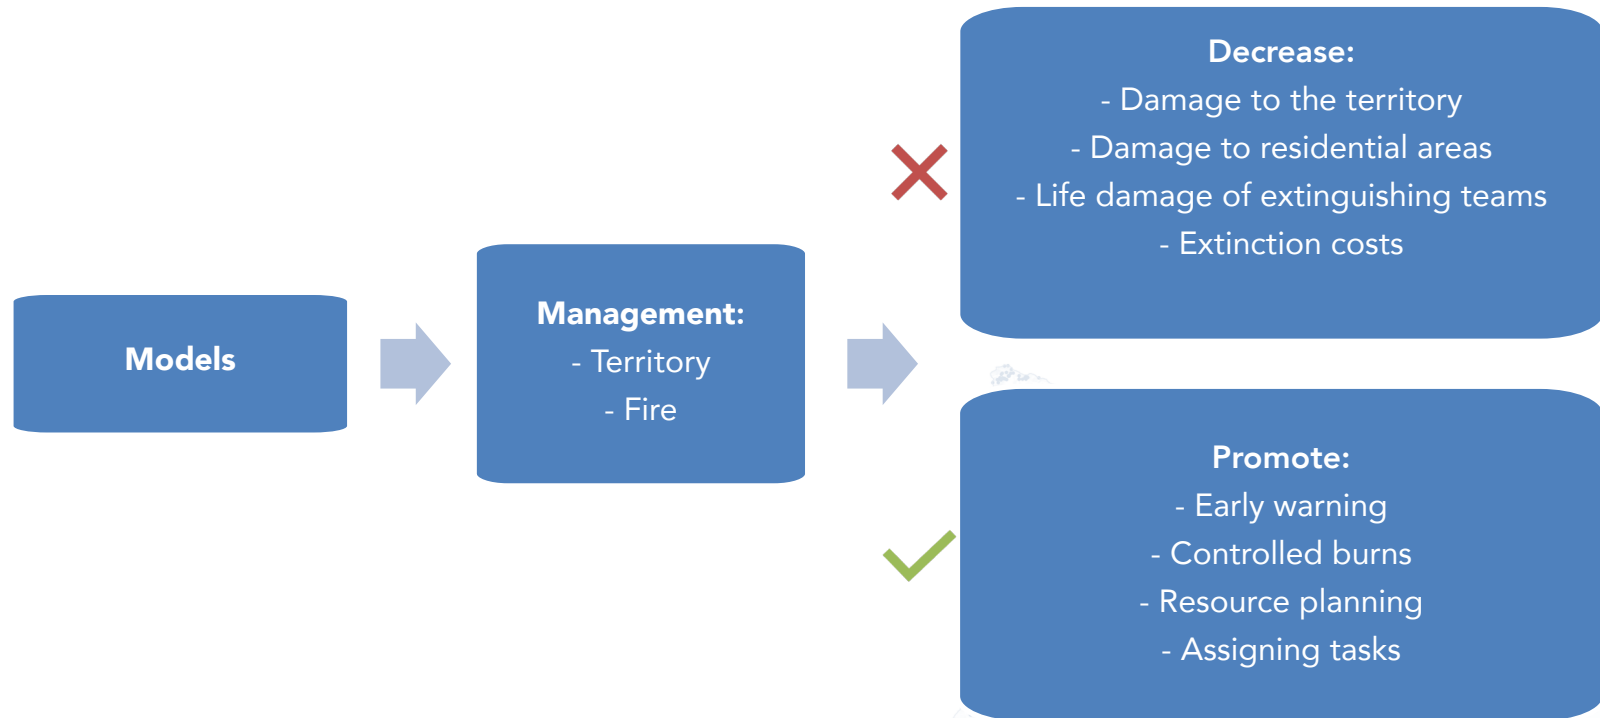 Models
Management:
- Territory
- Fire
Decrease:
- Damage to the territory
- Damage to residential areas
- Life damage of extinguishing teams
- Extinction costs
Promote:
- Early warning
- Controlled burns
- Resource planning
- Assigning tasks